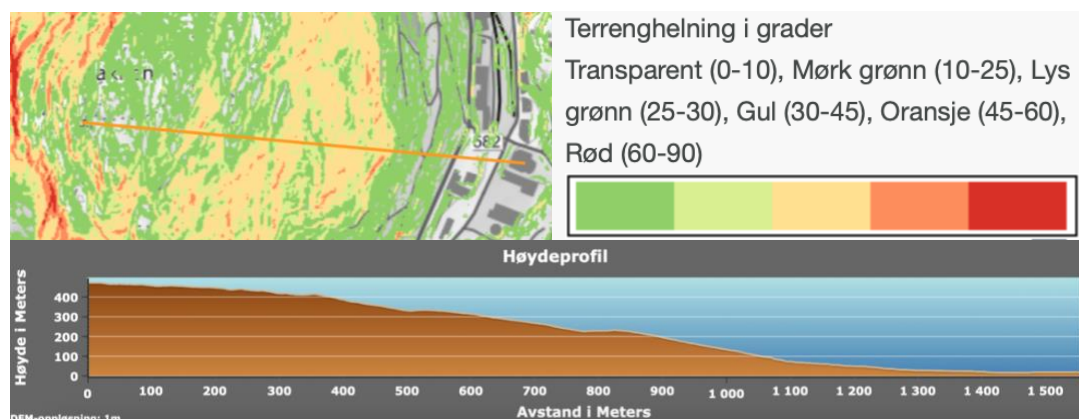 Terrenghelning i grader
Transparent (0-10), Mørk grønn (10-25), Lys
grønn (25-30), Gul (30-45), Oransje (45-60),
Rød (60-90)
682
Høydeprofil
Høyde i Meters
400
300
200
100
0
0 100 200 300 400 500 600 700 800 900 1 000 1 100 1 200 1 300 1 400 1 500
Avstand i Meters
DEM-oppløsning: 1m